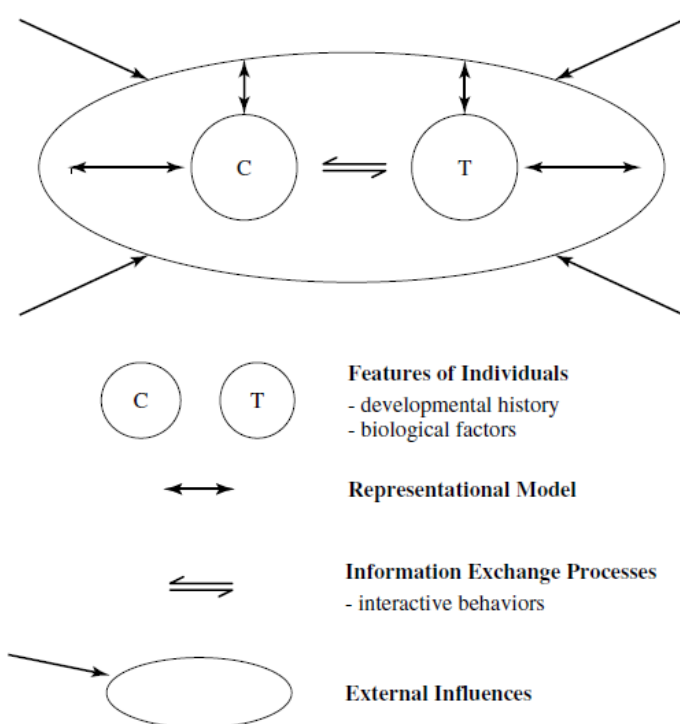 C
T
C
T
Features of Individuals
- developmental history
- biological factors
Representational Model
Information Exchange Processes
- interactive behaviors
External Influences